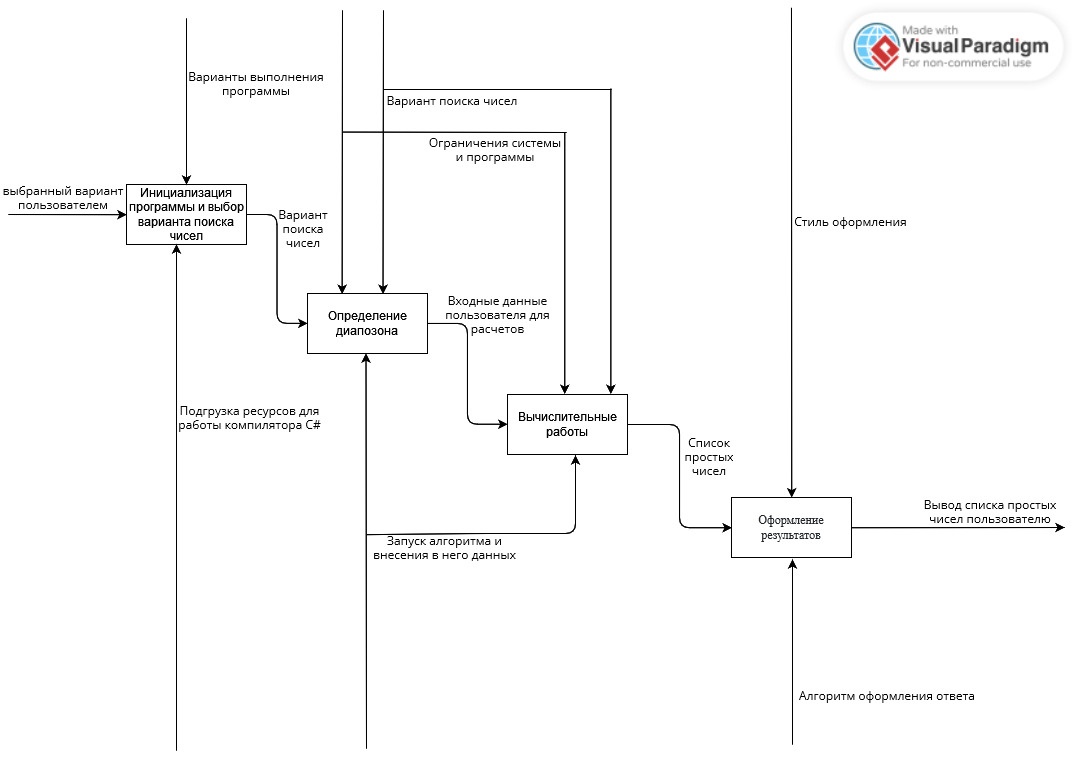 Made with
Visual Paradigm
For non-commercial use
Варианты выполнения
программы
Вариант поиска чисел
Ограничения системы
и программы
выбранный вариант
пользователем
Инициализация
программы и выбор
варианта поиска
чисел
Вариант
поиска
чисел
Стиль оформления
Входные данные
пользователя для
расчетов
Определение
диапозона
Подгрузка ресурсов для
работы компилятора C#
Вычислительные
работы
Список
простых
чисел
Вывод списка простых
чисел пользователю
Оформление
результатов
Запуск алгоритма и
внесения в него данных
Алгоритм оформления ответа